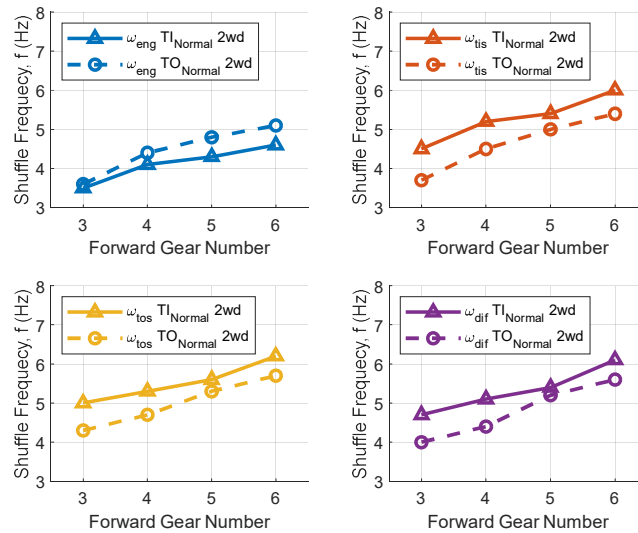 8
7
6
5
4
3
3 4 5 6
Shuffle Frequecy, f (Hz)
Forward Gear Number
ω_eng TI_Normal 2wd
ω_eng TO_Normal 2wd
8
7
6
5
4
3
3 4 5 6
Shuffle Frequecy, f (Hz)
Forward Gear Number
ω_tis TI_Normal 2wd
ω_tis TO_Normal 2wd
8
7
6
5
4
3
3 4 5 6
Shuffle Frequecy, f (Hz)
Forward Gear Number
ω_tos TI_Normal 2wd
ω_tos TO_Normal 2wd
8
7
6
5
4
3
3 4 5 6
Shuffle Frequecy, f (Hz)
Forward Gear Number
ω_dif TI_Normal 2wd
ω_dif TO_Normal 2wd